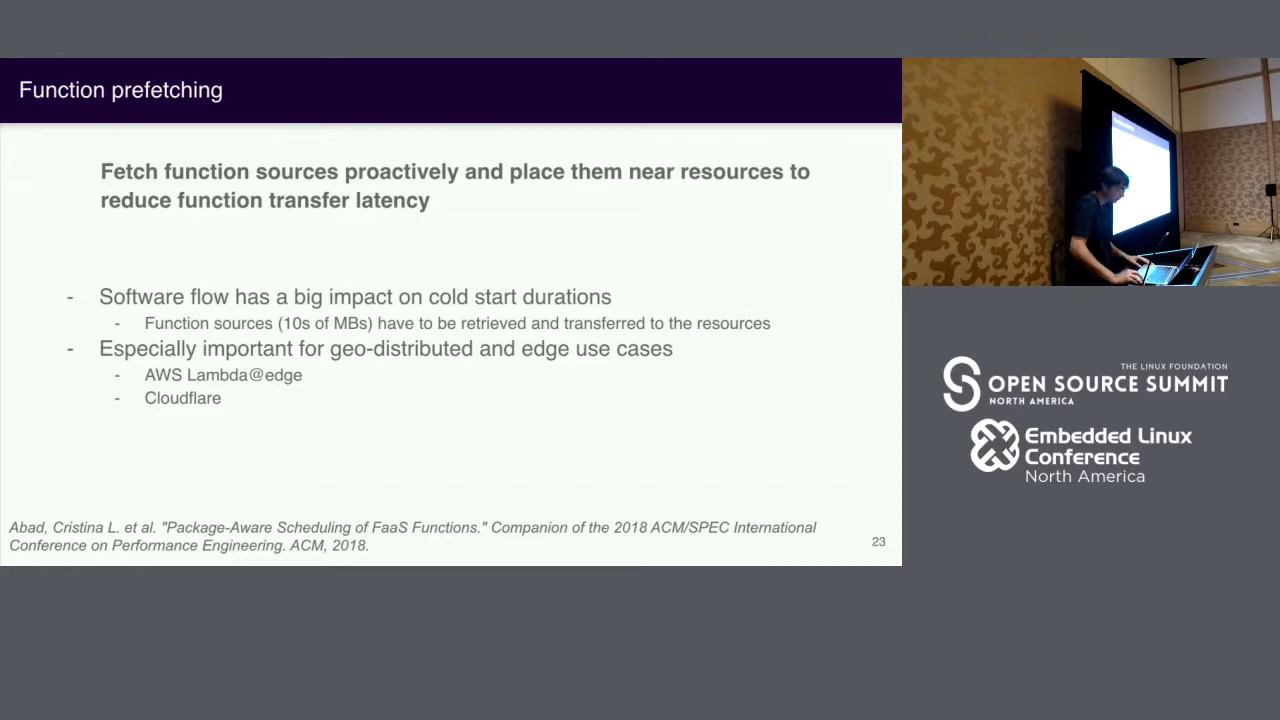 Function prefetching
Fetch function sources proactively and place them near resources to
reduce function transfer latency
- Software flow has a big impact on cold start durations
- Function sources (10s of MBs) have to be retrieved and transferred to the resources
- Especially important for geo-distributed and edge use cases
- AWS Lambda@edge
- Cloudflare
Abad, Cristina L. et al. "Package-Aware Scheduling of FaaS Functions." Companion of the 2018 ACM/SPEC International
Conference on Performance Engineering. ACM, 2018.
23
THE LINUX FOUNDATION
OPEN SOURCE SUMMIT
NORTH AMERICA
Embedded Linux
Conference
North America